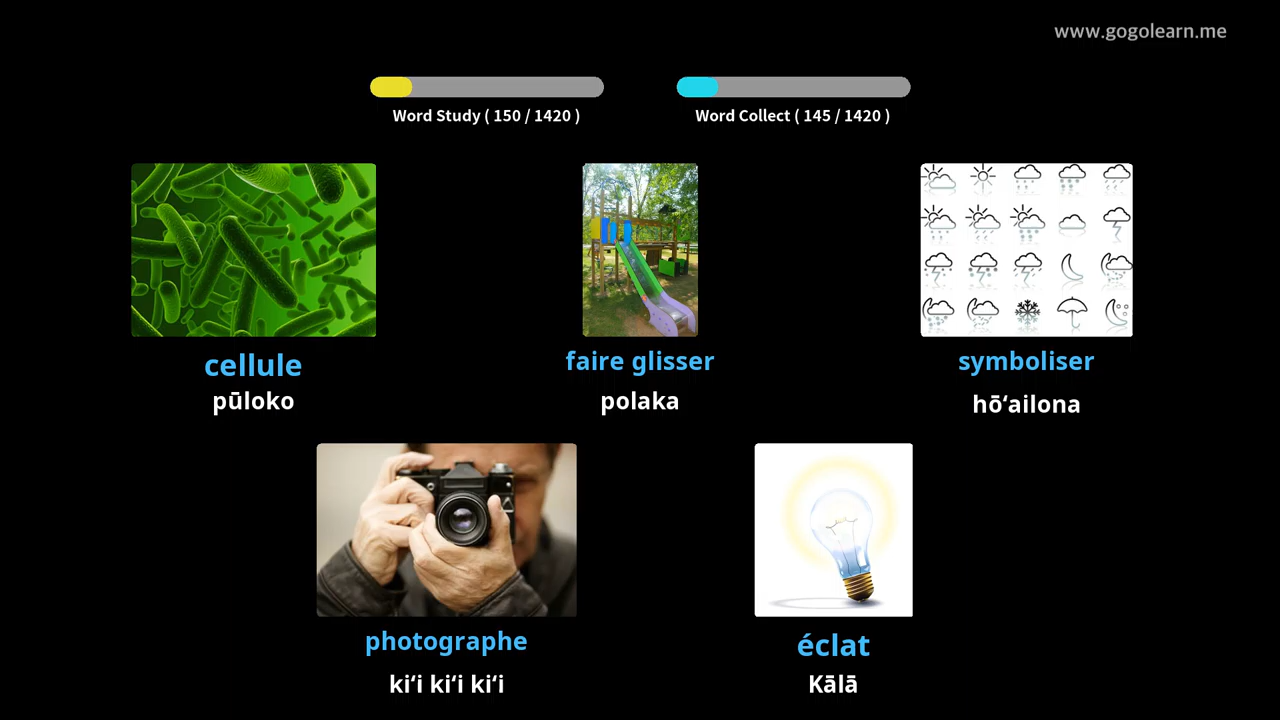 www.gogolearn.me
Word Study ( 150 / 1420 )
Word Collect ( 145 / 1420 )
cellule
pūloko
faire glisser
polaka
symboliser
hōʻailona
photographe
kiʻi kiʻi kiʻi
éclat
Kālā